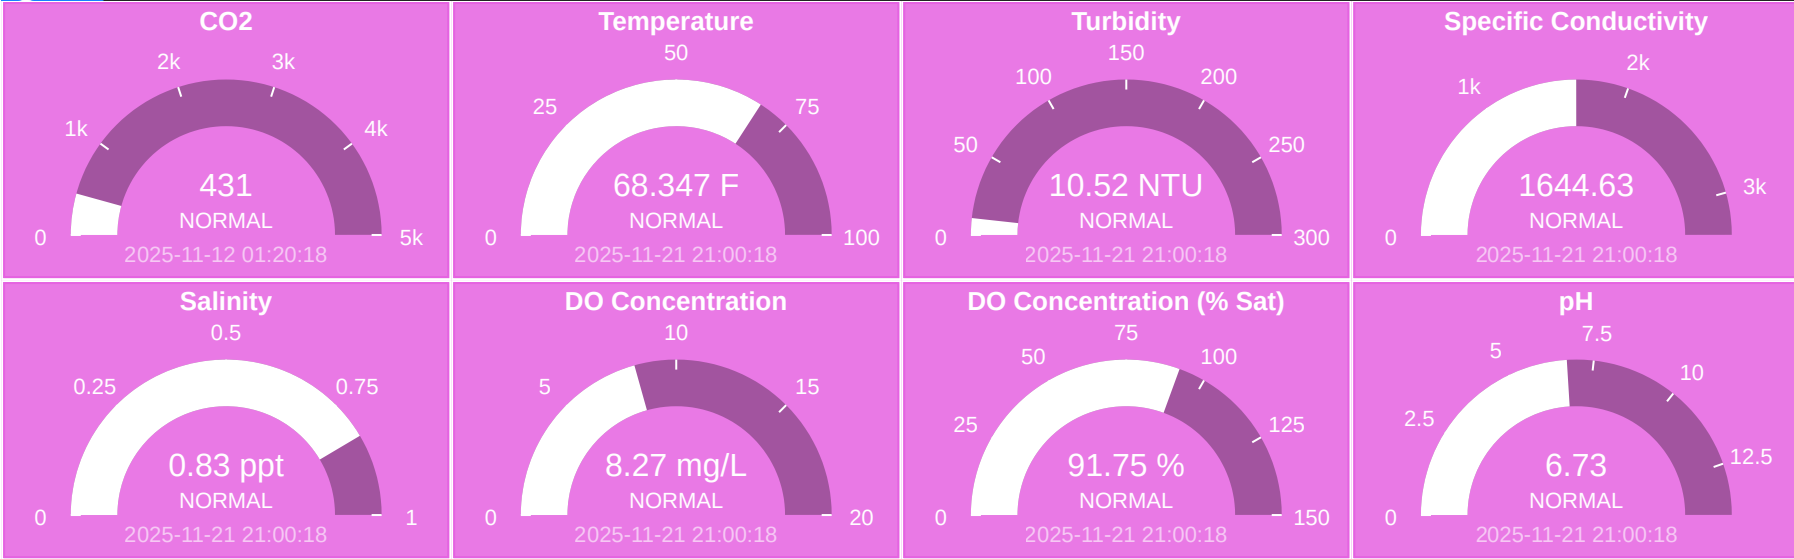 CO2
2k
3k
1k
4k
431
NORMAL
0
5k
2025-11-12 01:20:18
Temperature
50
25
75
68.347 F
NORMAL
0
100
2025-11-21 21:00:18
Turbidity
150
100
200
50
250
10.52 NTU
NORMAL
0
300
2025-11-21 21:00:18
Specific Conductivity
2k
1k
3k
1644.63
NORMAL
0
2025-11-21 21:00:18
Salinity
0.5
0.25
0.75
0.83 ppt
NORMAL
0
1
2025-11-21 21:00:18
DO Concentration
10
5
15
8.27 mg/L
NORMAL
0
20
2025-11-21 21:00:18
DO Concentration (% Sat)
75
50
100
25
125
91.75 %
NORMAL
0
150
2025-11-21 21:00:18
pH
7.5
5
10
2.5
12.5
6.73
NORMAL
0
2025-11-21 21:00:18